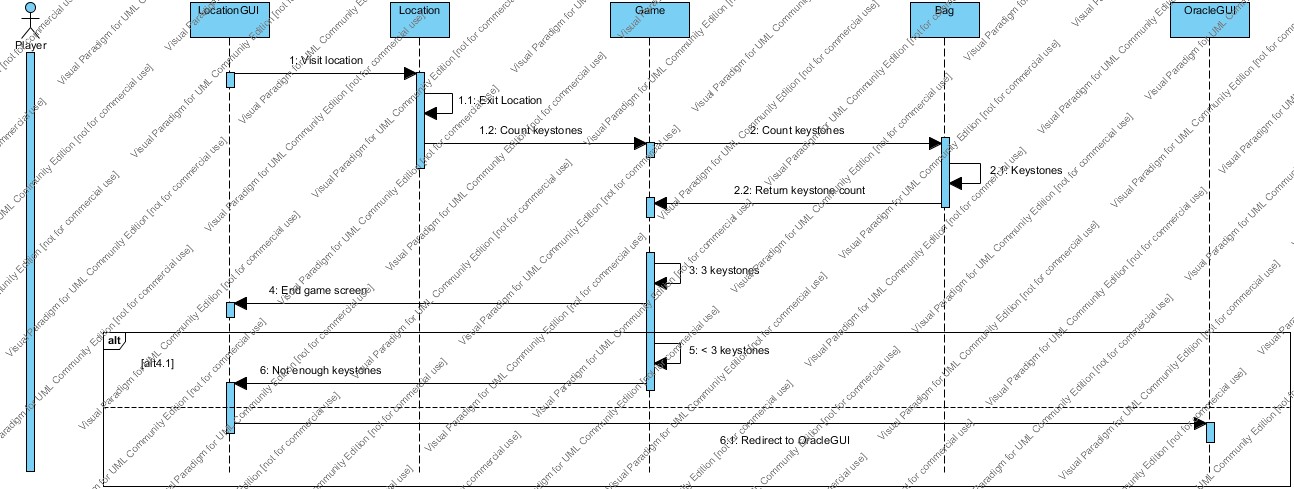 Player
LocationGUI
Location
Game
Bag
OracleGUI
1: Visit location
1.1: Exit Location
1.2: Count keystones
2: Count keystones
2.1: Keystones
2.2: Return keystone count
3: 3 keystones
4: End game screen
alt
[alt4.1]
5: < 3 keystones
6: Not enough keystones
6.1: Redirect to OracleGUI
Visual Paradigm for UML Community Edition [not for commercial use]